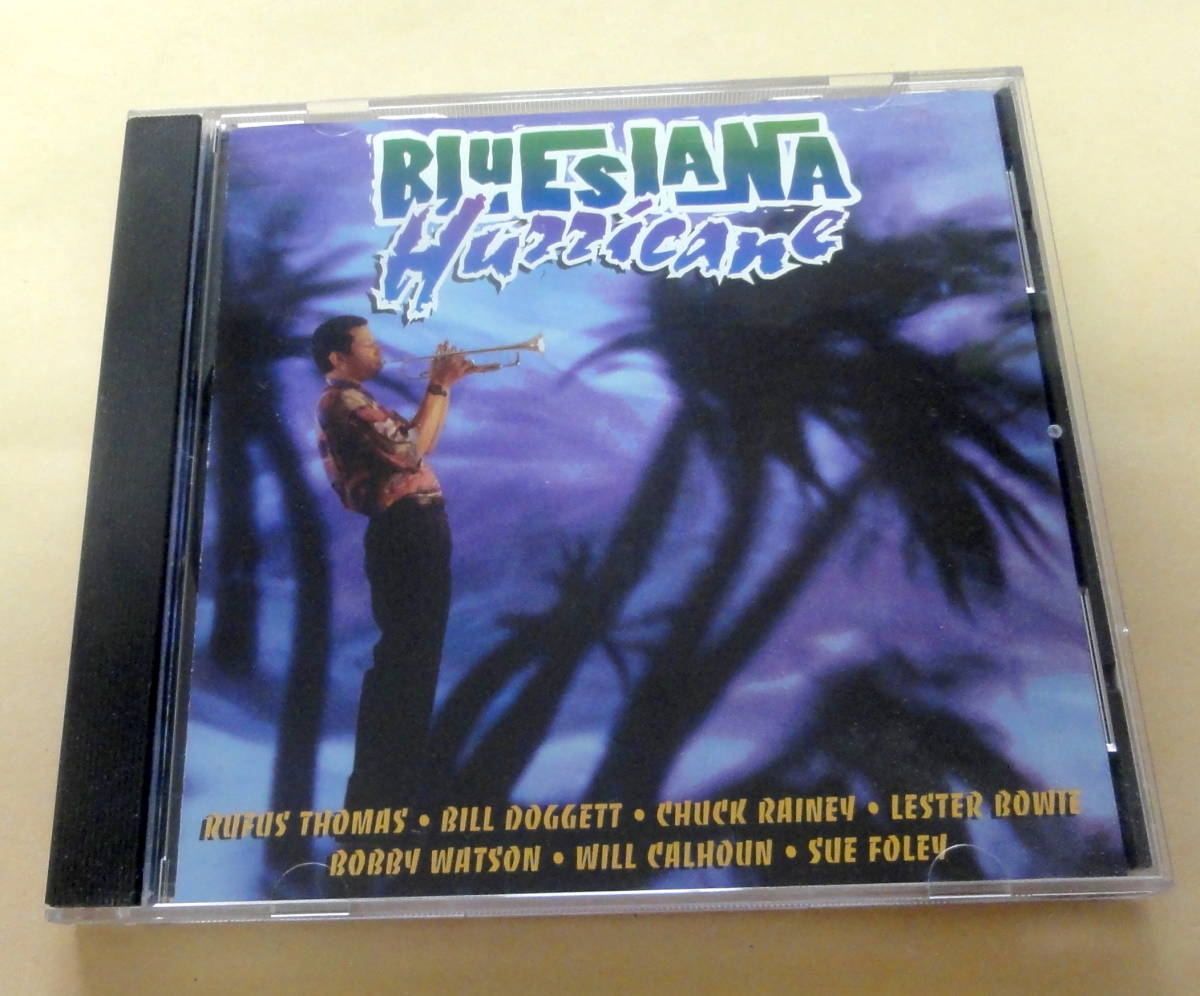 BLUESIANA
Hurricane
RUFUS THOMAS • BILL DOGGETT • CHUCK RAINEY • LESTER BOWIE
BOBBY WATSON • WILL CALHOUN • SUE FOLEY